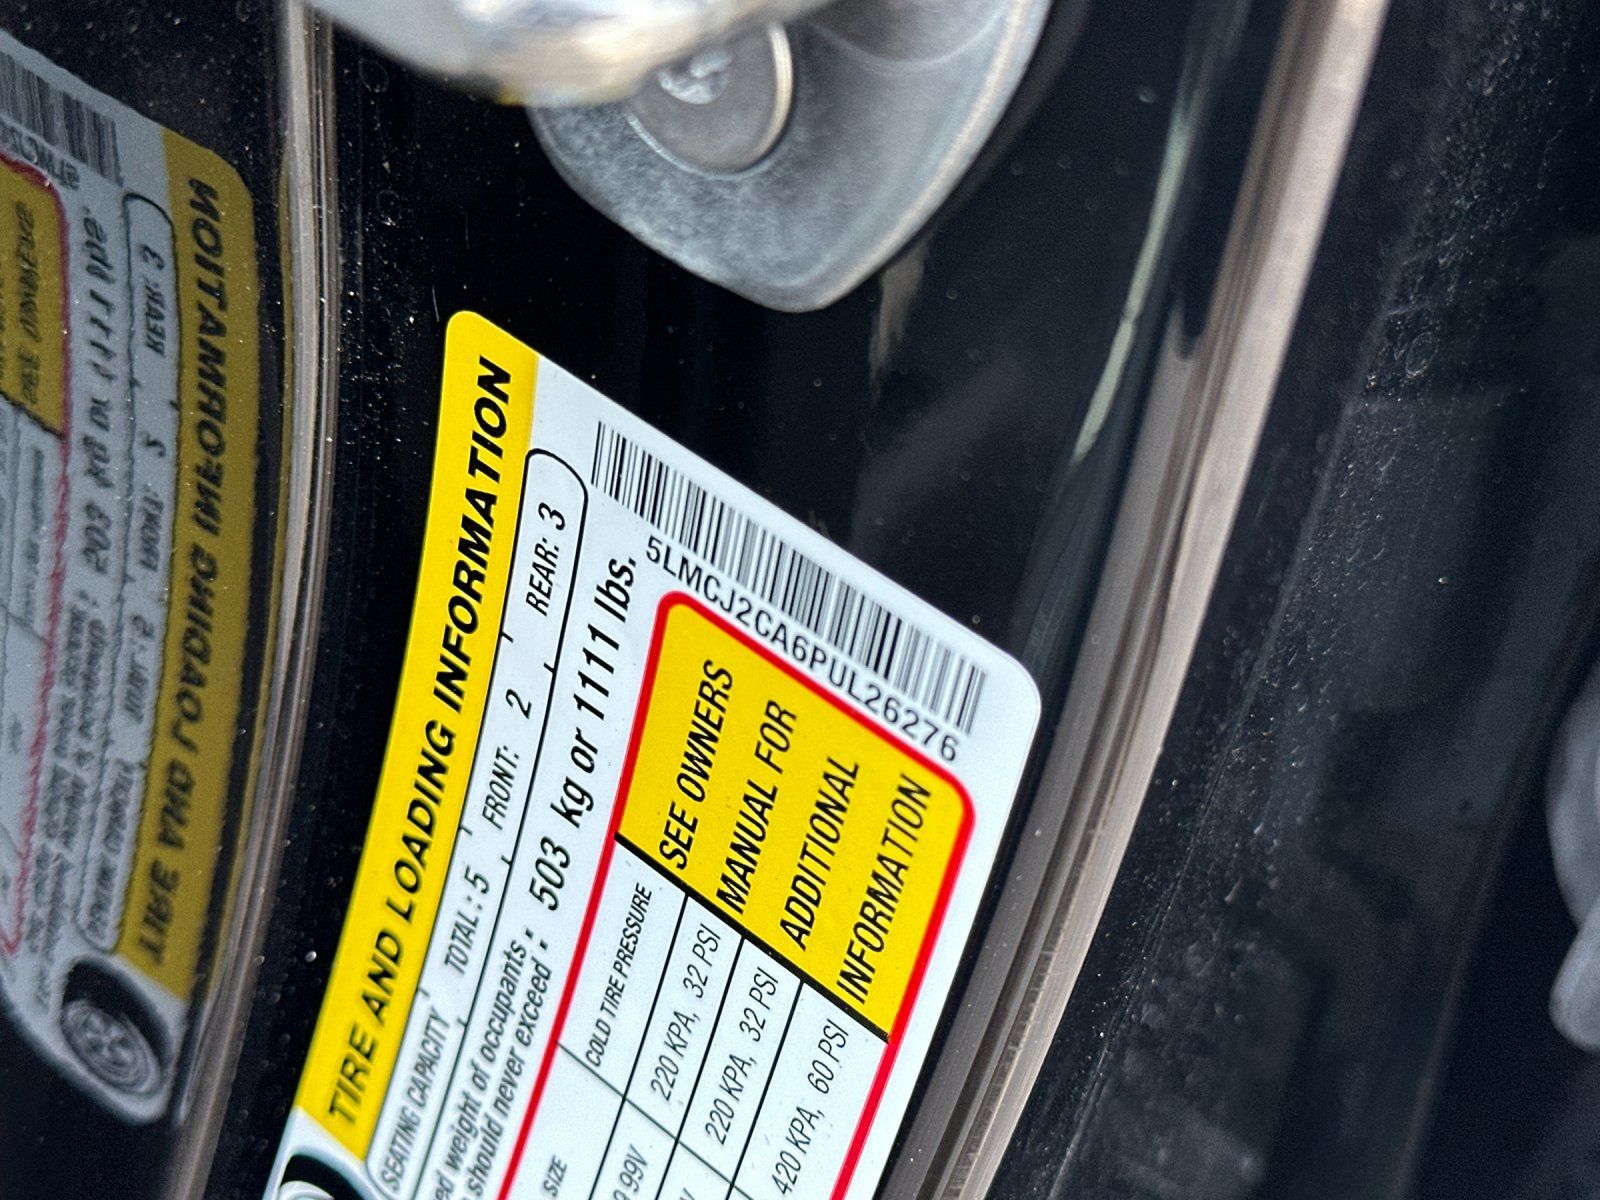 TIRE AND LOADING INFORMATION
SEATING CAPACITY TOTAL: 5 FRONT: 2 REAR: 3
weight of occupants
should never exceed: 503 kg or 1111 lbs.
5LMCJ2CA6PUL26276
SIZE COLD TIRE PRESSURE
99V 220 KPA, 32 PSI
220 KPA, 32 PSI
420 KPA, 60 PSI
SEE OWNERS
MANUAL FOR
ADDITIONAL
INFORMATION